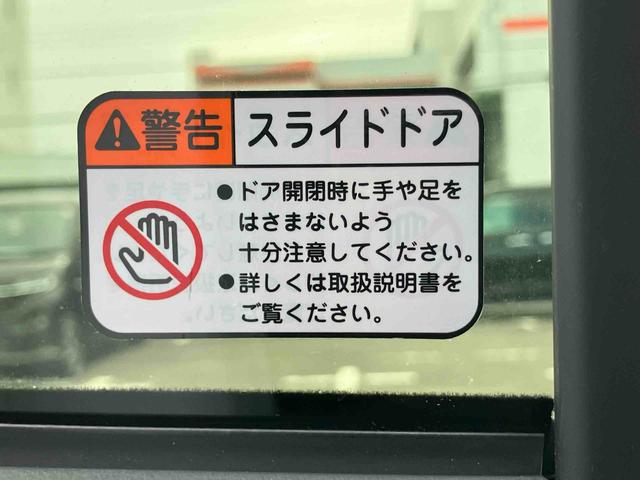 警告 スライドドア
●ドア開閉時に手や足を
はさまないよう
十分注意してください。
●詳しくは取扱説明書を
ご覧ください。